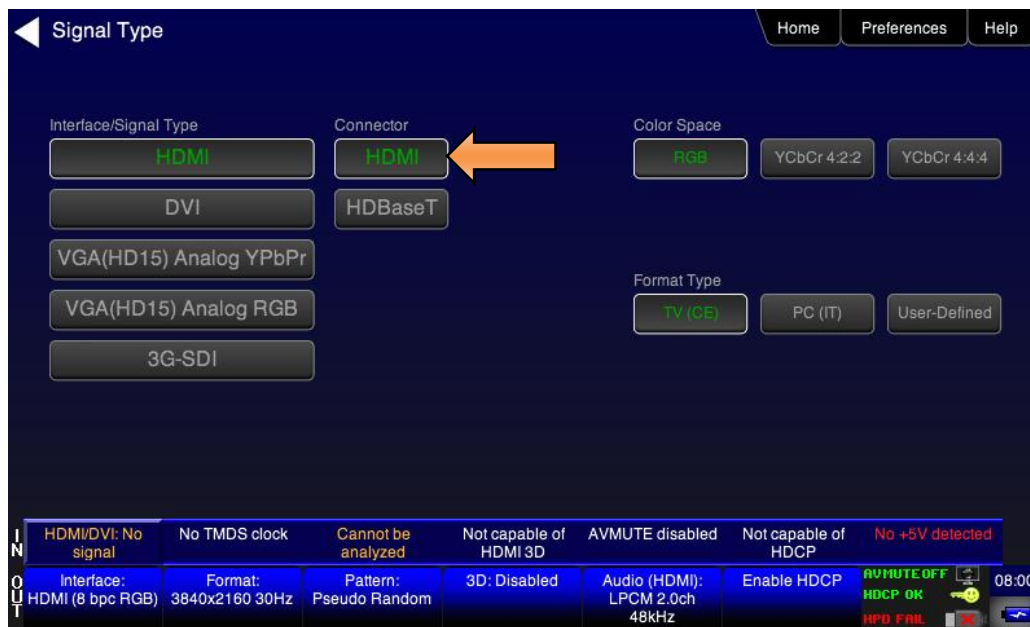 Signal Type
Home
Preferences
Help
Interface/Signal Type
Connector
Color Space
HDMI
HDMI
RGB
YCbCr 4:2:2
YCbCr 4:4:4
DVI
HDBaseT
VGA(HD15) Analog YPbPr
Format Type
VGA(HD15) Analog RGB
TV (CE)
PC (IT)
User-Defined
3G-SDI
IN
HDMI/DVI: No
signal
No TMDS clock
Cannot be
analyzed
Not capable of
HDMI 3D
AVMUTE disabled
Not capable of
HDCP
No +5V detected
OUT
Interface:
HDMI (8 bpc RGB)
Format:
3840x2160 30Hz
Pattern:
Pseudo Random
3D: Disabled
Audio (HDMI):
LPCM 2.0ch
48kHz
Enable HDCP
AVMUTEOFF
HDCP OK
HPD FAIL
08:00